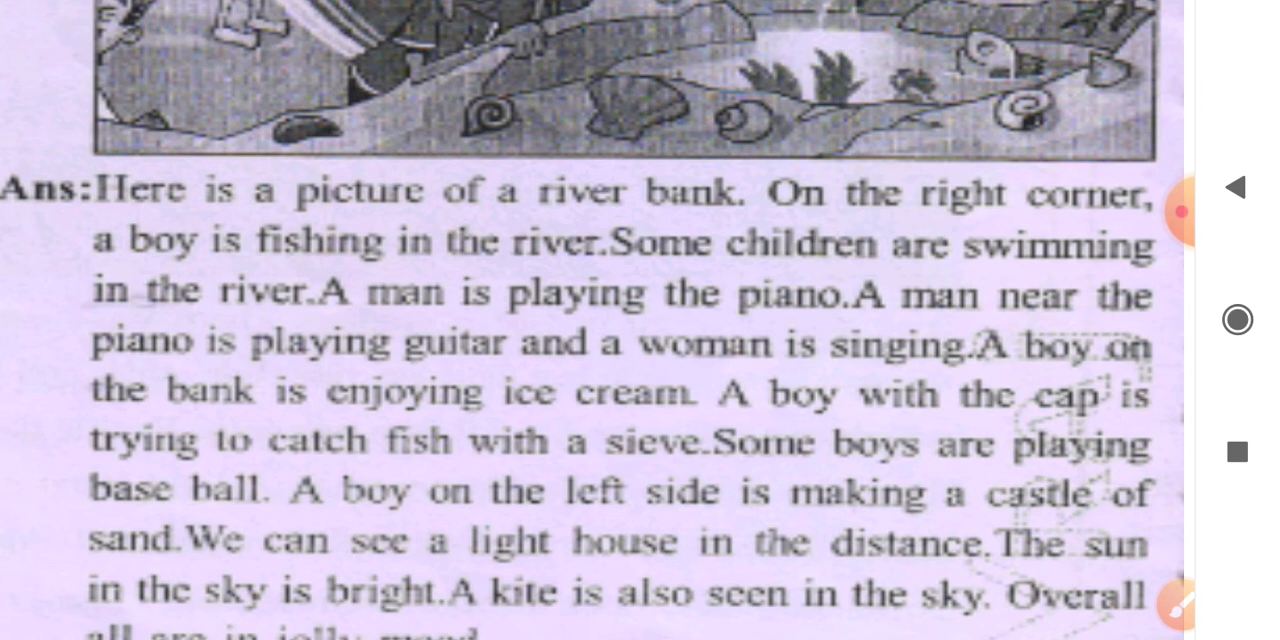 Ans:Here is a picture of a river bank. On the right corner,
a boy is fishing in the river.Some children are swimming
in the river.A man is playing the piano.A man near the
piano is playing guitar and a woman is singing.A boy on
the bank is enjoying ice cream. A boy with the cap is
trying to catch fish with a sieve.Some boys are playing
base ball. A boy on the left side is making a castle of
sand.We can see a light house in the distance.The sun
in the sky is bright.A kite is also seen in the sky. Overall
all are in jolly mood.